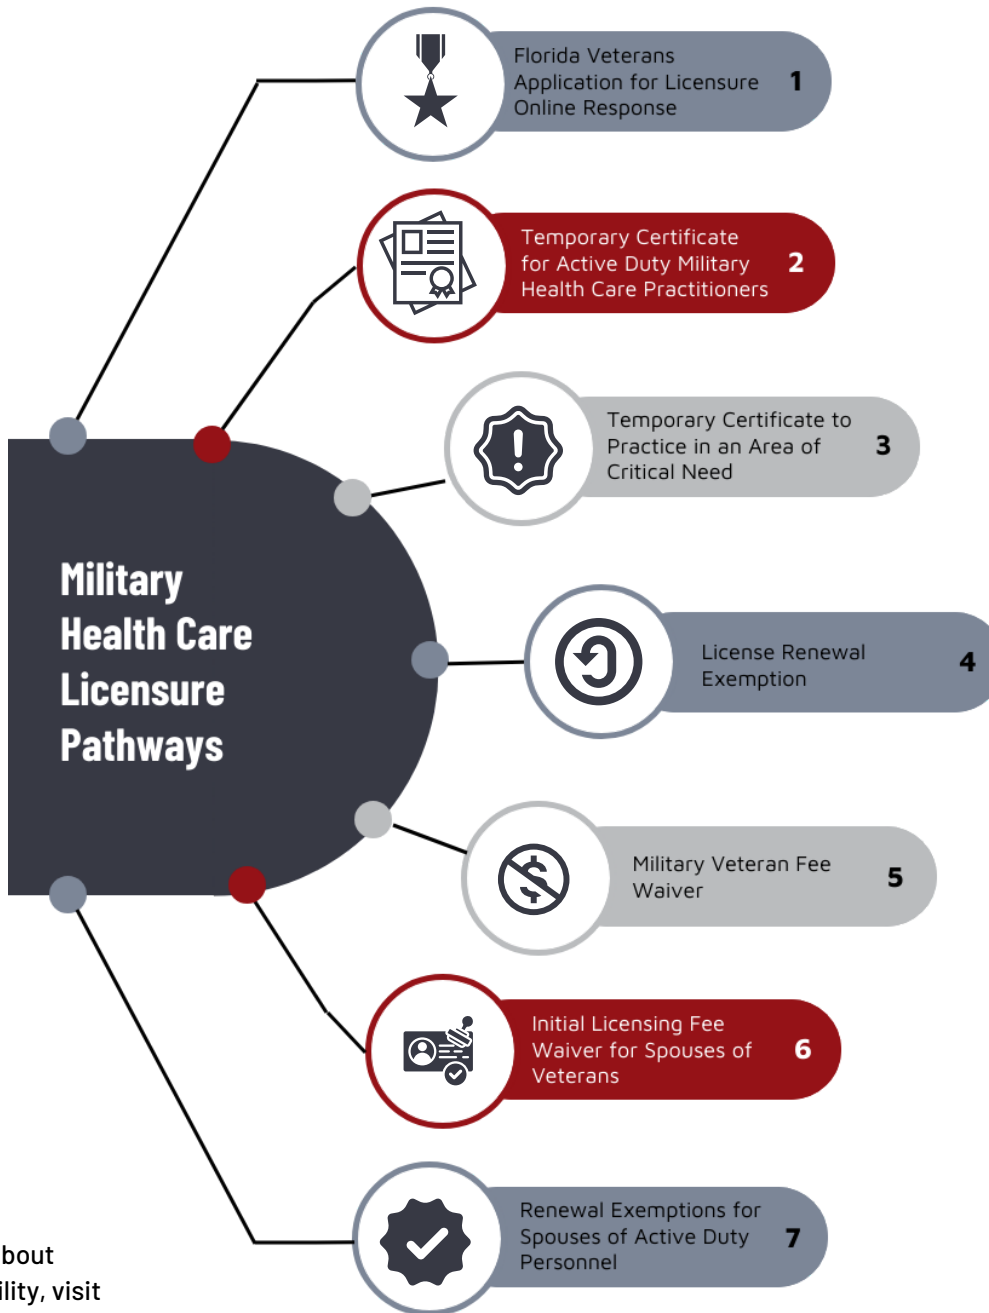 Florida Veterans
Application for Licensure
Online Response
1
Temporary Certificate
for Active Duty Military
Health Care Practitioners
2
Temporary Certificate to
Practice in an Area of
Critical Need
3
Military
Health Care
Licensure
Pathways
License Renewal
Exemption
4
Military Veteran Fee
Waiver
5
Initial Licensing Fee
Waiver for Spouses of
Veterans
6
Renewal Exemptions for
Spouses of Active Duty
Personnel
7
visit